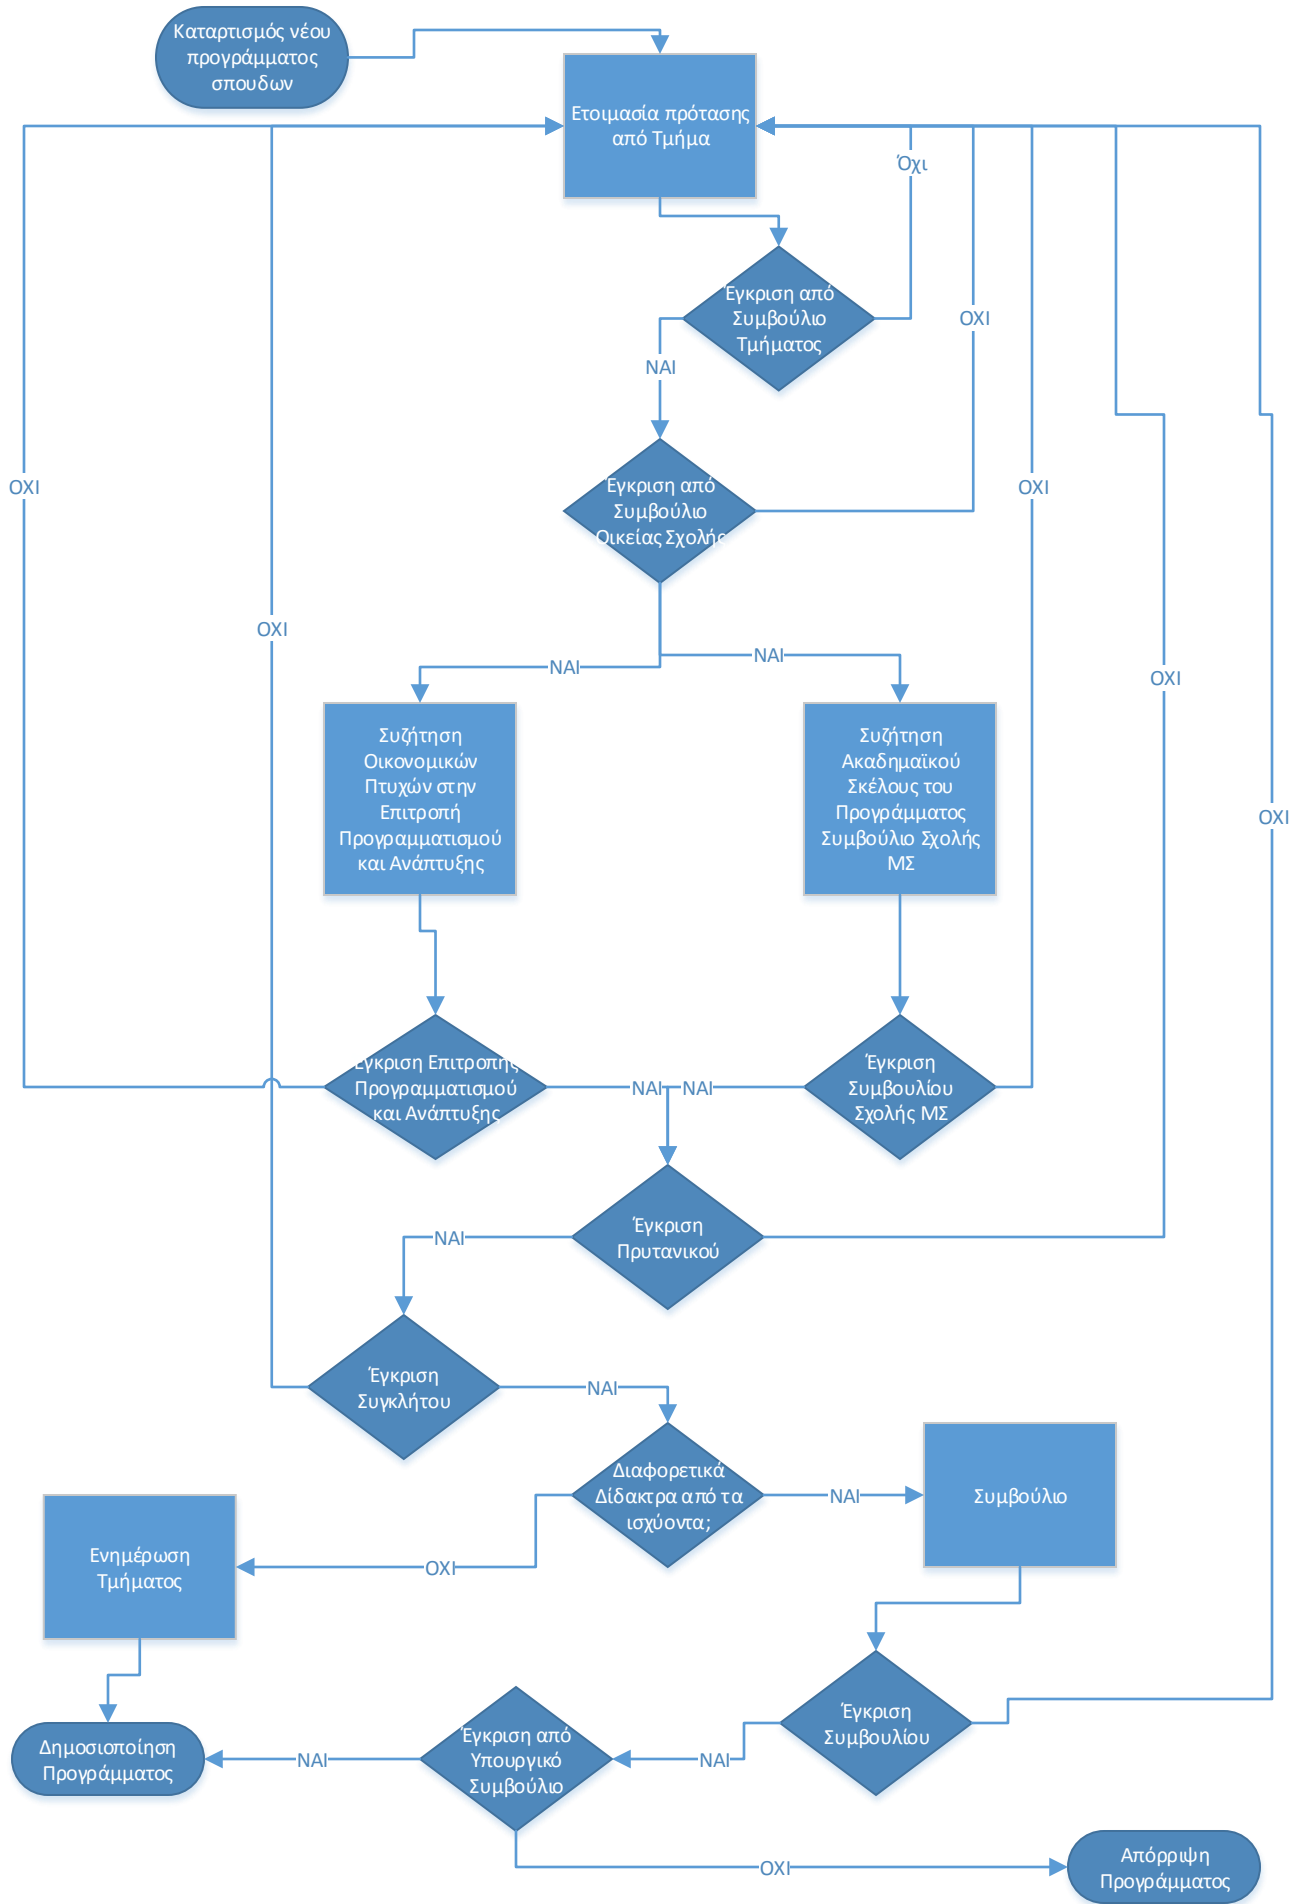 Καταρτισμός νέου
προγράμματος
σπουδων
Ετοιμασία πρότασης
από Τμήμα
Όχι
Έγκριση από
Συμβούλιο
Τμήματος
ΟΧΙ
ΝΑΙ
Έγκριση από
Συμβούλιο
Οικείας Σχολής
ΟΧΙ
ΟΧΙ
ΟΧΙ
ΝΑΙ
ΝΑΙ
ΟΧΙ
Συζήτηση
Οικονομικών
Πτυχών στην
Επιτροπή
Προγραμματισμού
και Ανάπτυξης
Συζήτηση
Ακαδημαϊκού
Σκέλους του
Προγράμματος
Συμβούλιο Σχολής
ΜΣ
ΟΧΙ
Έγκριση Επιτροπής
Προγραμματισμού
και Ανάπτυξης
ΝΑΙ
ΝΑΙ
Έγκριση
Συμβουλίου
Σχολής ΜΣ
Έγκριση
Πρυτανικού
ΝΑΙ
Έγκριση
Συγκλήτου
ΝΑΙ
Διαφορετικά
Δίδακτρα από τα
ισχύοντα;
ΝΑΙ
Συμβούλιο
ΟΧΙ
Ενημέρωση
Τμήματος
Έγκριση
Συμβουλίου
ΝΑΙ
Έγκριση από
Υπουργικό
Συμβούλιο
ΝΑΙ
Δημοσιοποίηση
Προγράμματος
ΟΧΙ
Απόρριψη
Προγράμματος